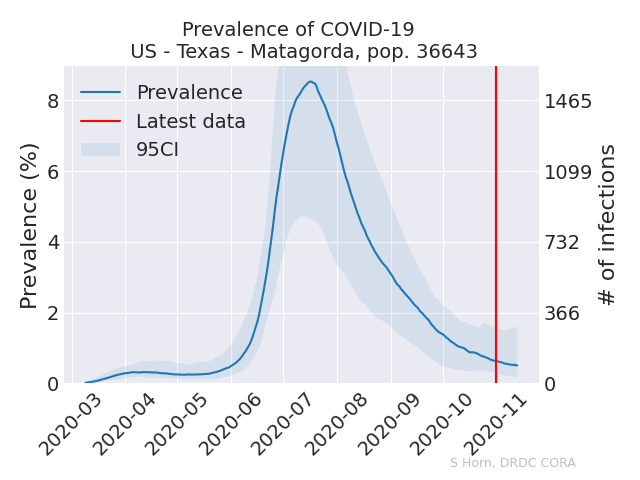 Prevalence of COVID-19
US - Texas - Matagorda, pop. 36643
Prevalence
Latest data
95CI
Prevalence (%)
8
6
4
2
0
1465
1099
732
366
0
# of infections
2020-03
2020-04
2020-05
2020-06
2020-07
2020-08
2020-09
2020-10
2020-11
S Horn, DRDC CORA